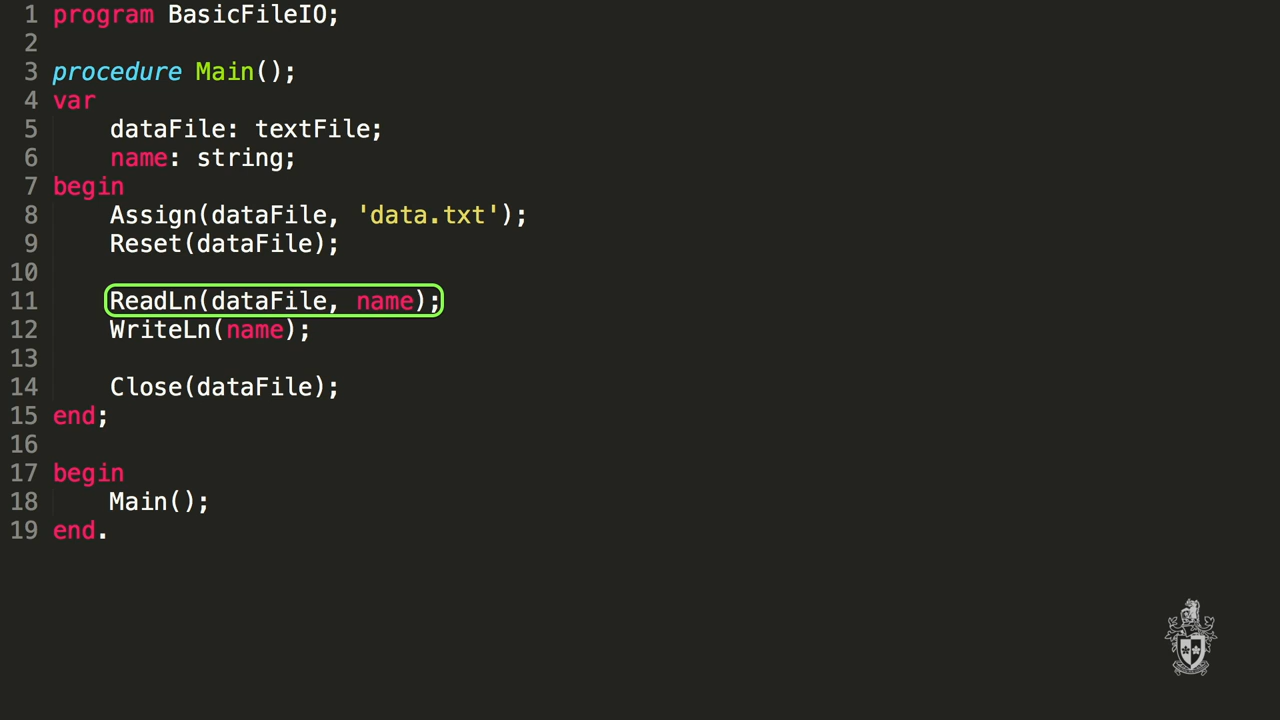 1 program BasicFileIO;
2
3 procedure Main();
4 var
5 dataFile: textFile;
6 name: string;
7 begin
8 Assign(dataFile, 'data.txt');
9 Reset(dataFile);
10
11 ReadLn(dataFile, name);
12 WriteLn(name);
13
14 Close(dataFile);
15 end;
16
17 begin
18 Main();
19 end.